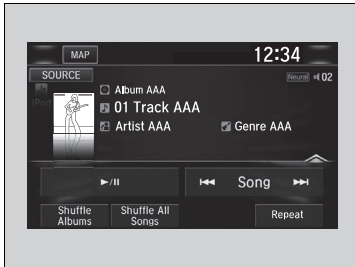 MAP
12:34
SOURCE
Neural 02
iPod
Album AAA
01 Track AAA
Artist AAA Genre AAA
Song
Shuffle Albums
Shuffle All Songs
Repeat